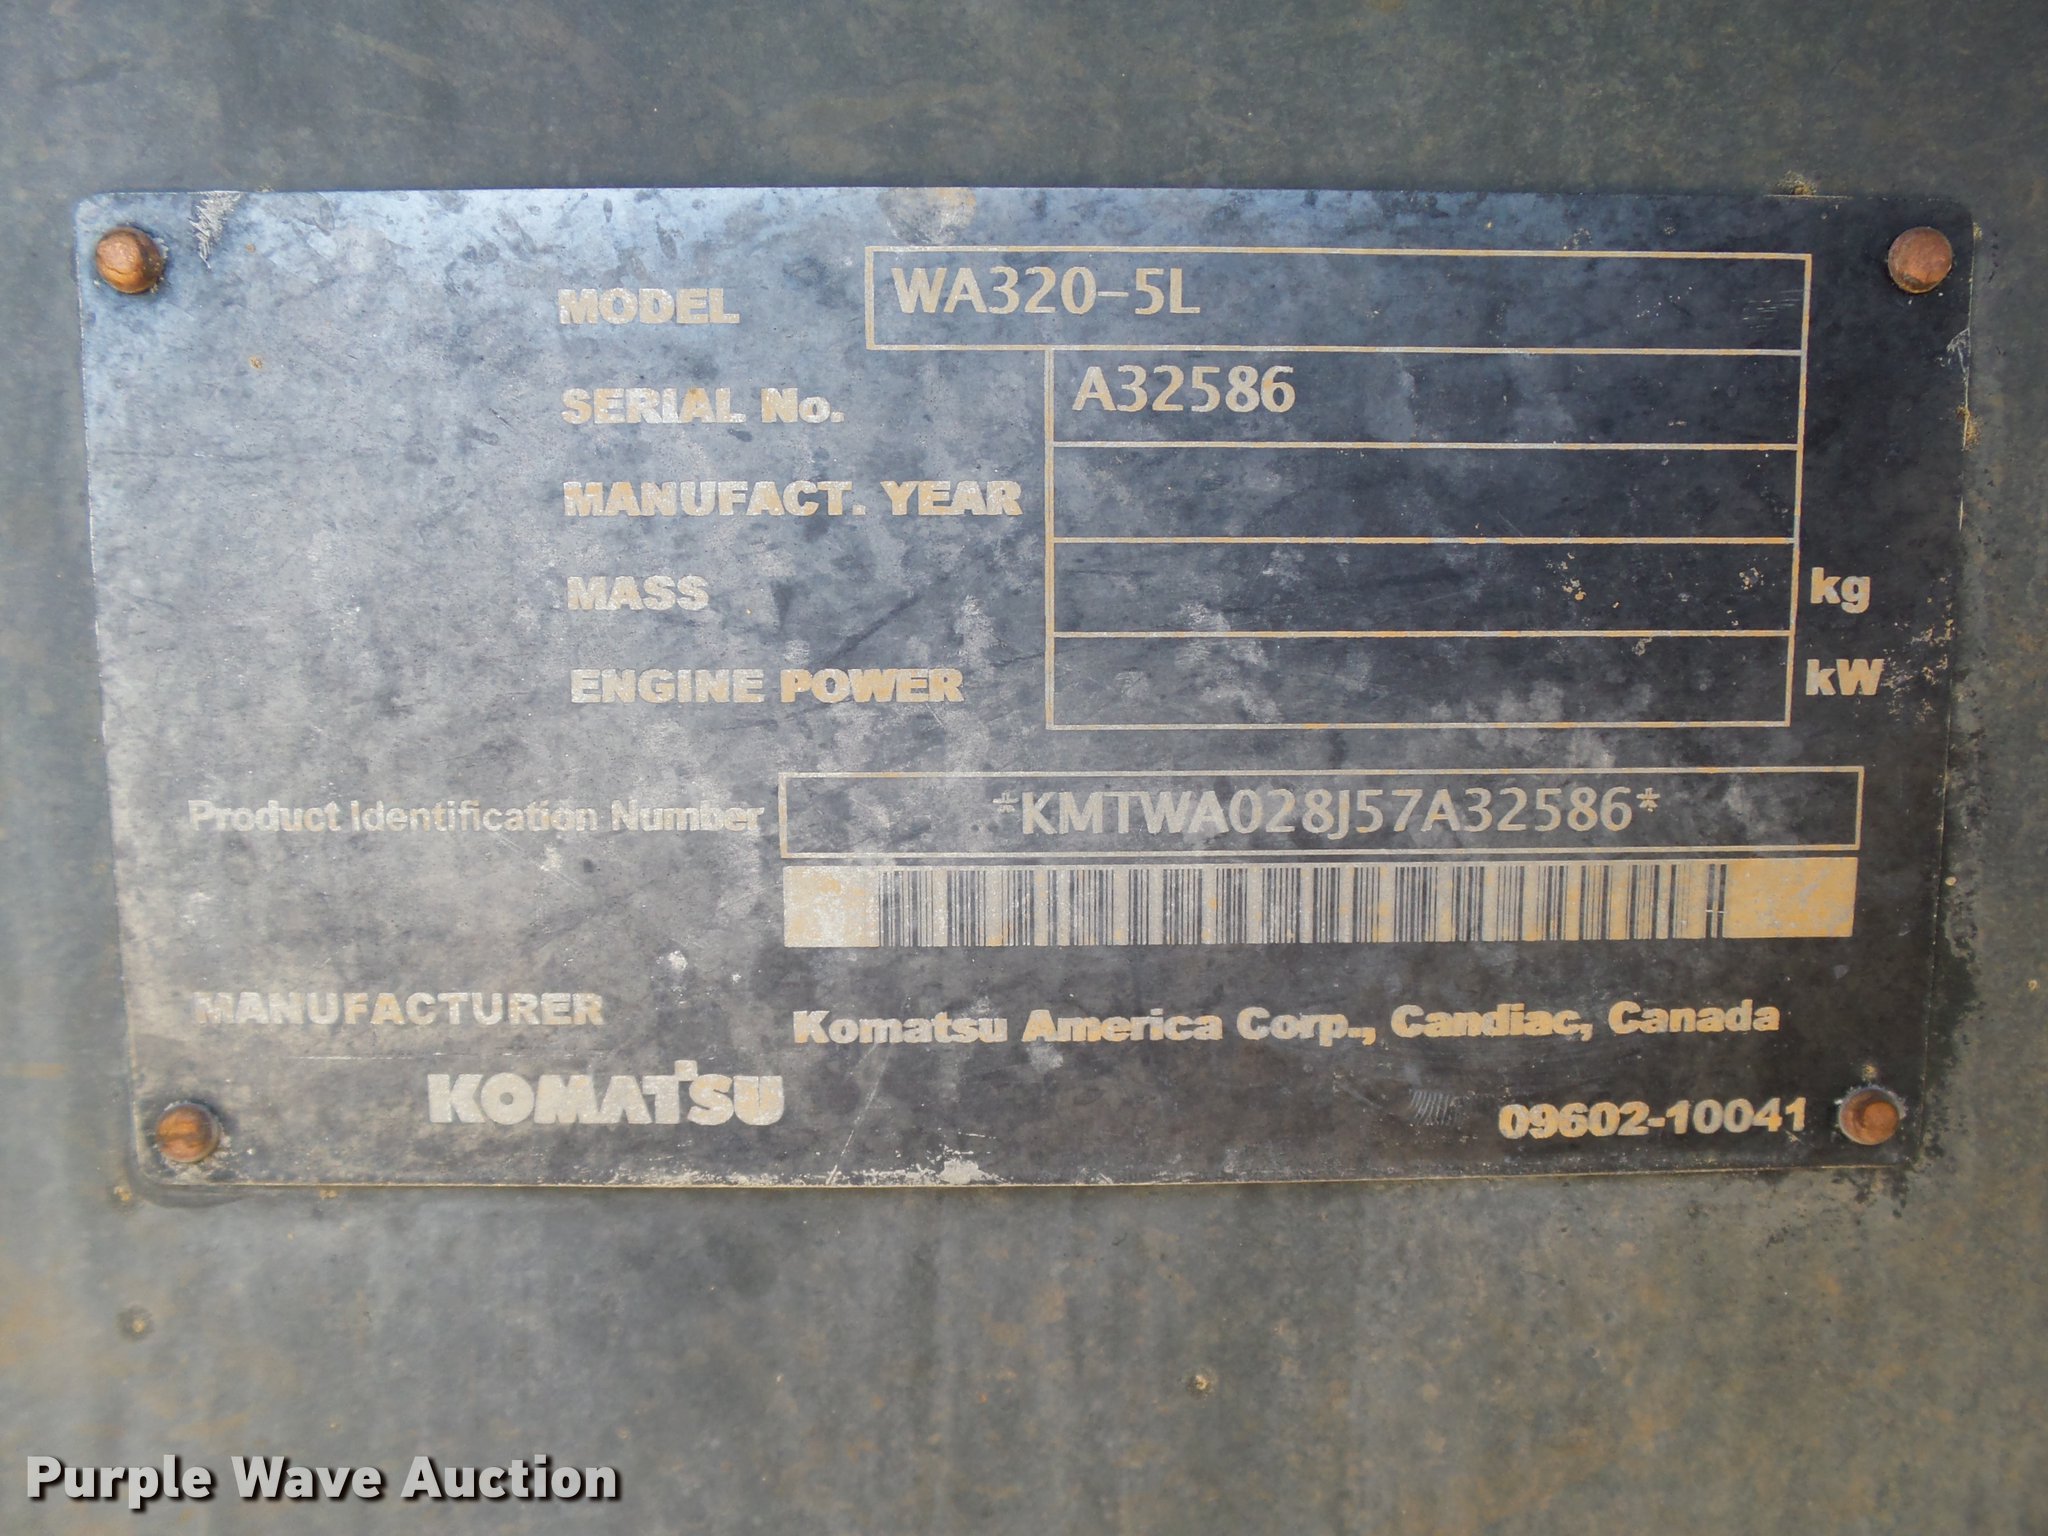 MODEL WA320-5L
SERIAL No. A32586
MANUFACT. YEAR
MASS kg
ENGINE POWER kW
Product Identification Number *KMTWA028J57A32586*
MANUFACTURER Komatsu America Corp., Candiac, Canada
KOMATSU
09602-10041
Purple Wave Auction